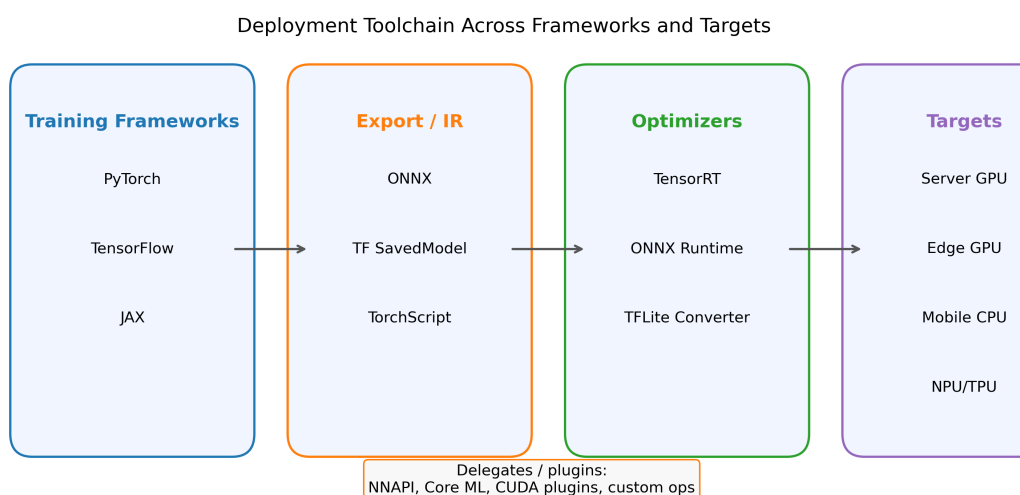 Deployment Toolchain Across Frameworks and Targets
Training Frameworks
PyTorch
TensorFlow
JAX
Export / IR
ONNX
TF SavedModel
TorchScript
Optimizers
TensorRT
ONNX Runtime
TFLite Converter
Targets
Server GPU
Edge GPU
Mobile CPU
NPU/TPU
Delegates / plugins:
NNAPI, Core ML, CUDA plugins, custom ops